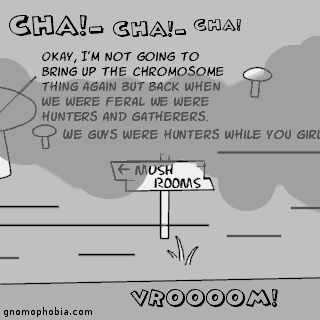 CHA!- CHA!- CHA!
OKAY, I'M NOT GOING TO
BRING UP THE CHROMOSOME
THING AGAIN BUT BACK WHEN
WE WERE FERAL WE WERE
HUNTERS AND GATHERERS.
WE GUYS WERE HUNTERS WHILE YOU GIRL
← MUSH
ROOMS
VROOOOM!
gnomophobia.com